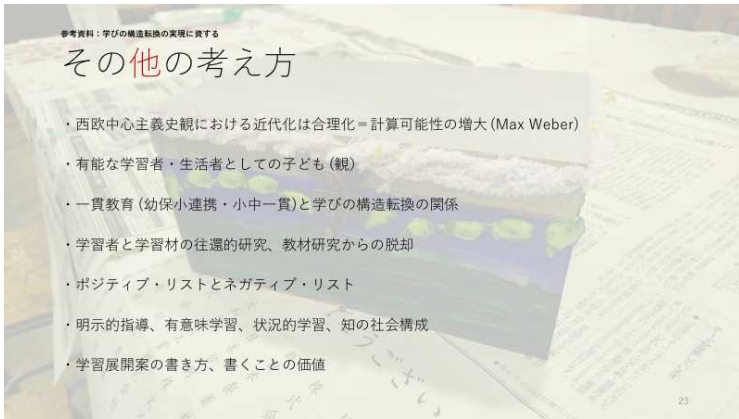 参考資料：学びの構造転換の実現に資する
その他の考え方
・西欧中心主義史観における近代化は合理化＝計算可能性の増大(Max Weber)
・有能な学習者・生活者としての子ども(観)
・一貫教育(幼保小連携・小中一貫)と学びの構造転換の関係
・学習者と学習材の往還的研究、教材研究からの脱却
・ポジティブ・リストとネガティブ・リスト
・明示的指導、有意味学習、状況的学習、知の社会構成
・学習展開案の書き方、書くことの価値
23